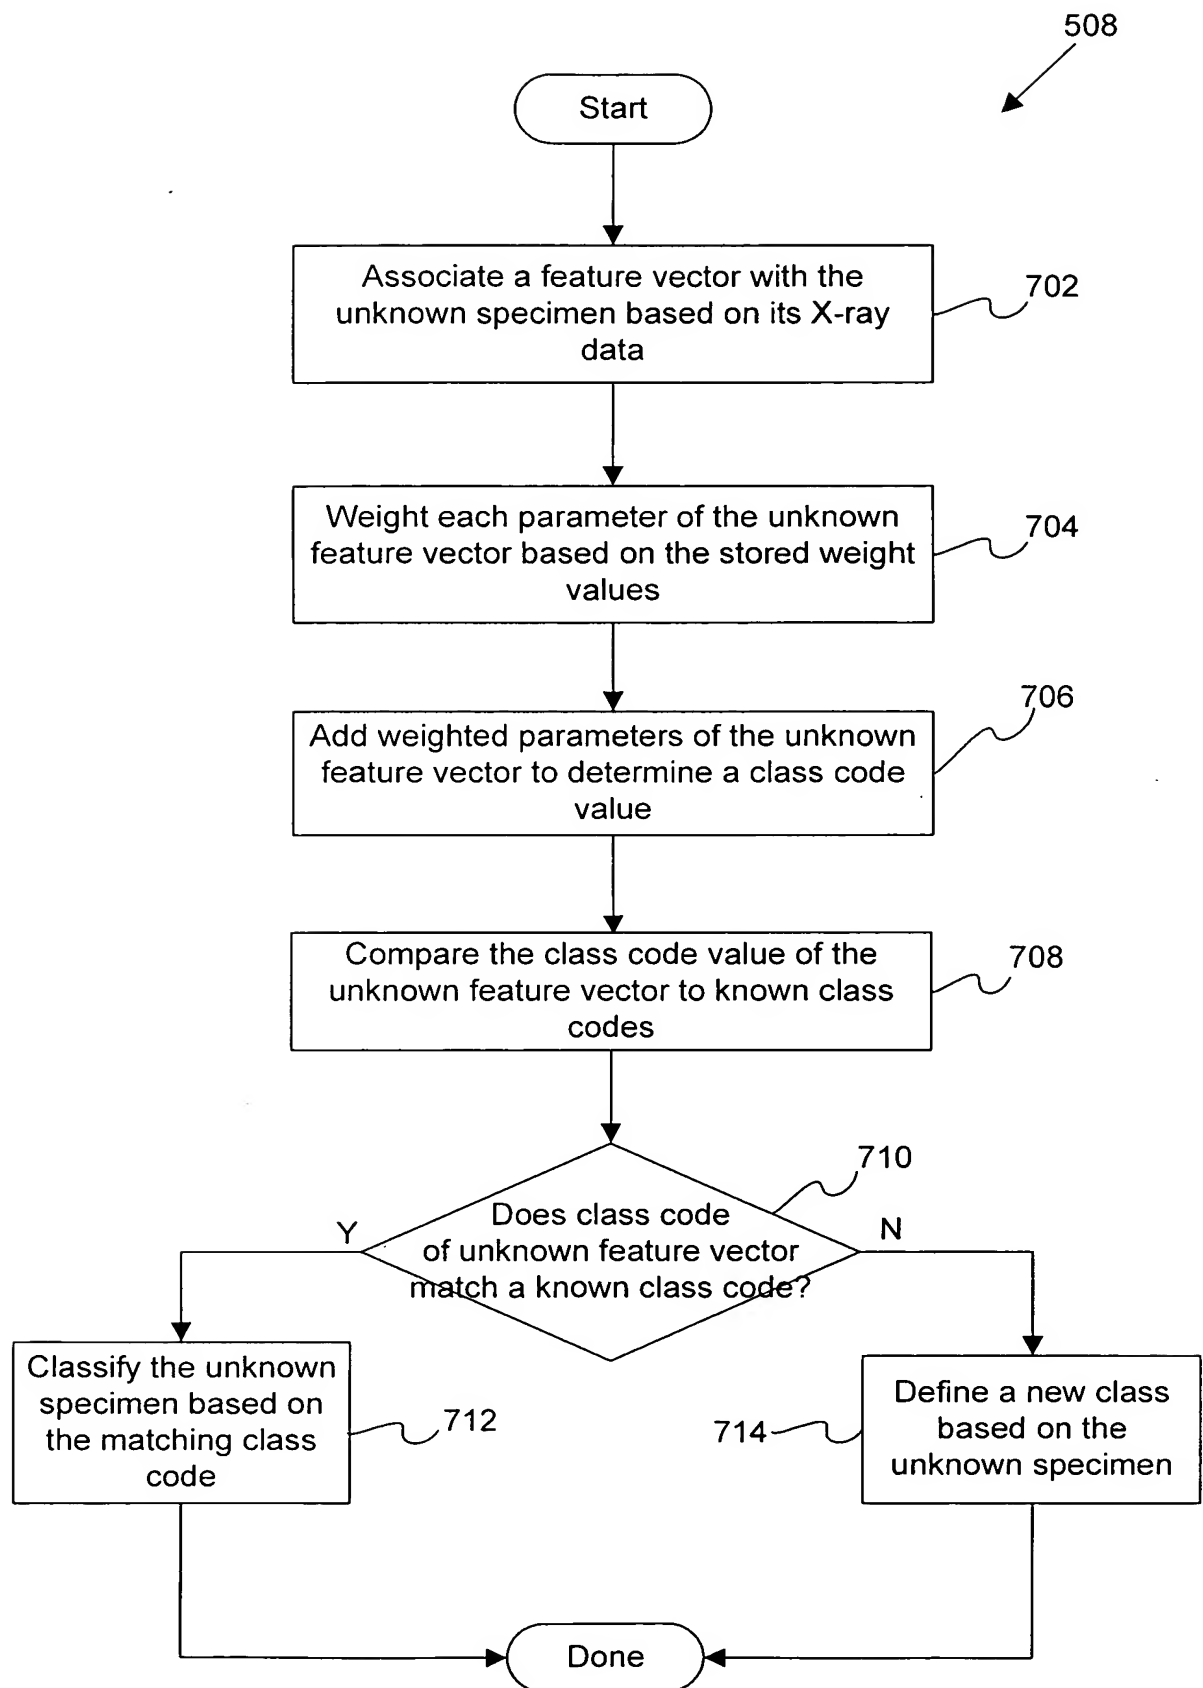 508
Start
Associate a feature vector with the
unknown specimen based on its X-ray
data
702
Weight each parameter of the unknown
feature vector based on the stored weight
values
704
Add weighted parameters of the unknown
feature vector to determine a class code
value
706
Compare the class code value of the
unknown feature vector to known class
codes
708
710
Does class code
of unknown feature vector
match a known class code?
Y
N
Classify the unknown
specimen based on
the matching class
code
712
Define a new class
based on the
unknown specimen
714
Done